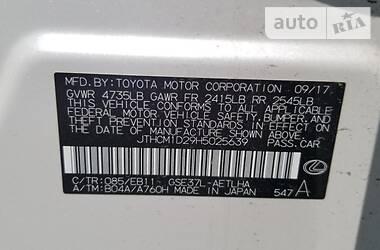 auto RIA
MFD.BY: TOYOTA MOTOR CORPORATION 09/17
GVWR 4735LB GAWR FR 2415LB RR 2545LB
THIS VEHICLE CONFORMS TO ALL APPLICABLE
FEDERAL MOTOR VEHICLE SAFETY, BUMPER, AND
THEFT PREVENTION STANDARDS IN EFFECT ON
THE DATE OF MANUFACTURE SHOWN ABOVE.
JTHCM1D29H5025639 PASS.CAR
C/TR:085/EB11 GSE37L-AETLHA
A/TM:B04A/A760H MADE IN JAPAN 547 A